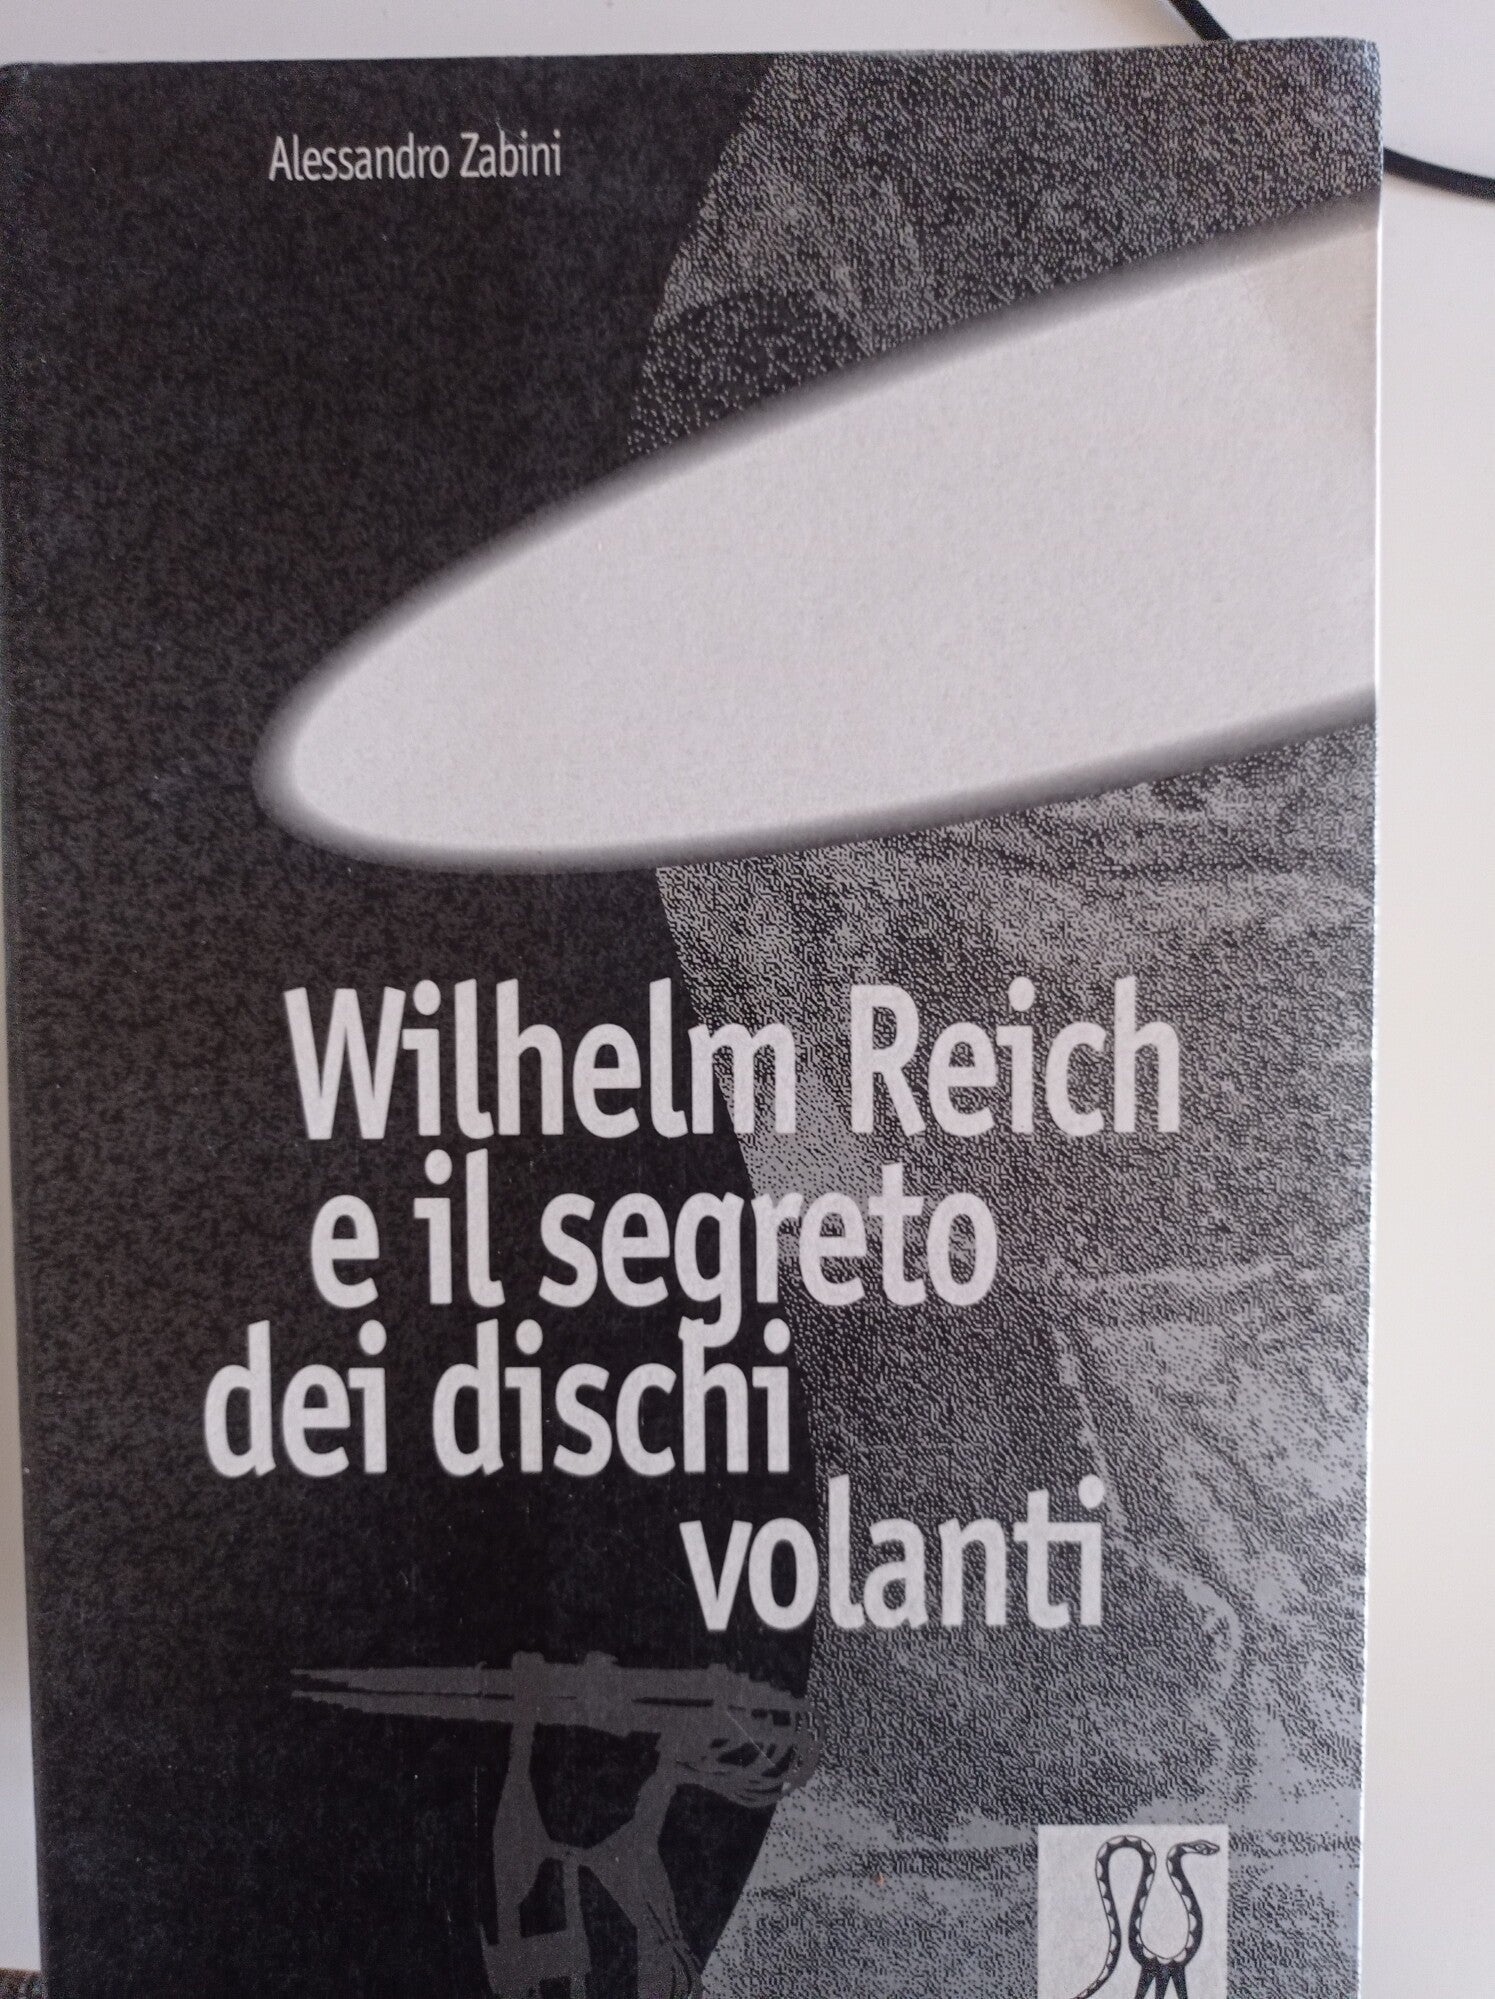 Alessandro Zabini
Wilhelm Reich
e il segreto
dei dischi
volanti